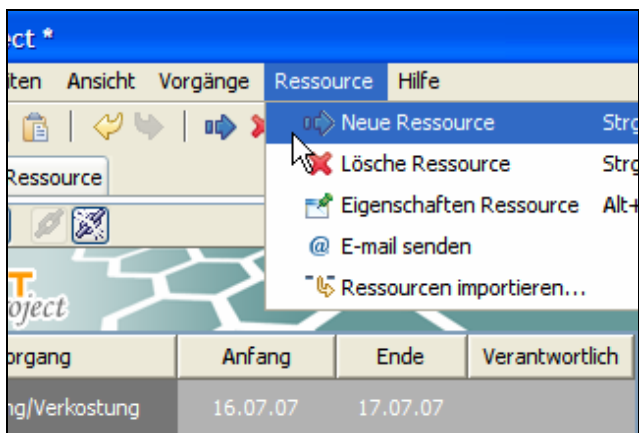 ect *
iten Ansicht Vorgänge Ressource Hilfe
Neue Ressource Strg
Ressource Lösche Ressource Strg
Eigenschaften Ressource Alt+
@ E-mail senden
Ressourcen importieren...
T
oject
organg Anfang Ende Verantwortlich
ng/Verkostung 16.07.07 17.07.07